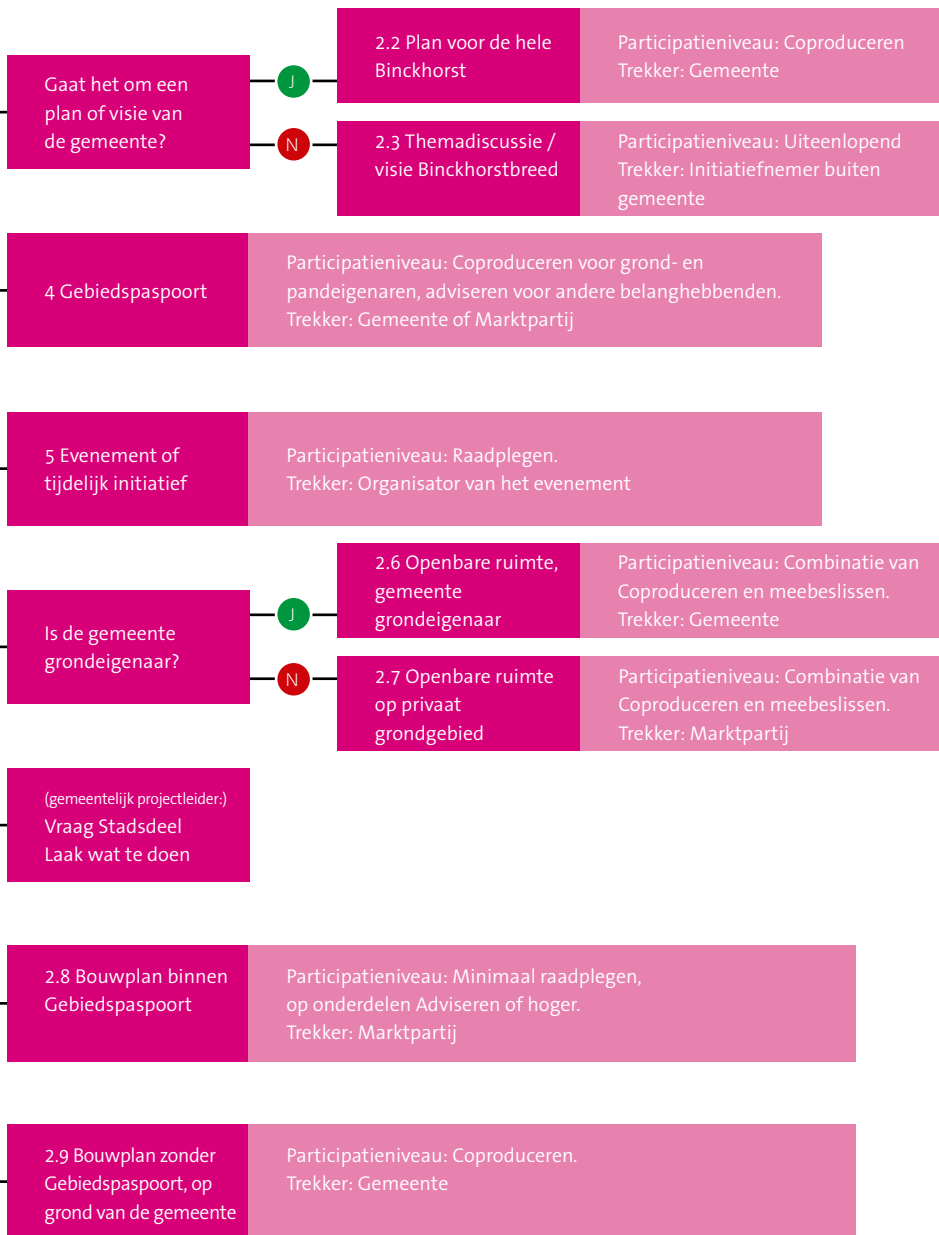 Gaat het om een
plan of visie van
de gemeente?
J
2.2 Plan voor de hele
Binckhorst
Participatieniveau: Coproduceren
Trekker: Gemeente
N
2.3 Themadiscussie /
visie Binckhorstbreed
Participatieniveau: Uiteenlopend
Trekker: Initiatiefnemer buiten
gemeente
4 Gebiedspaspoort
Participatieniveau: Coproduceren voor grond- en
pandeigenaren, adviseren voor andere belanghebbenden.
Trekker: Gemeente of Marktpartij
5 Evenement of
tijdelijk initiatief
Participatieniveau: Raadplegen.
Trekker: Organisator van het evenement
Is de gemeente
grondeigenaar?
J
2.6 Openbare ruimte,
gemeente
grondeigenaar
Participatieniveau: Combinatie van
Coproduceren en meebeslissen.
Trekker: Gemeente
N
2.7 Openbare ruimte
op privaat
grondgebied
Participatieniveau: Combinatie van
Coproduceren en meebeslissen.
Trekker: Marktpartij
(gemeentelijk projectleider:)
Vraag Stadsdeel
Laak wat te doen
2.8 Bouwplan binnen
Gebiedspaspoort
Participatieniveau: Minimaal raadplegen,
op onderdelen Adviseren of hoger.
Trekker: Marktpartij
2.9 Bouwplan zonder
Gebiedspaspoort, op
grond van de gemeente
Participatieniveau: Coproduceren.
Trekker: Gemeente